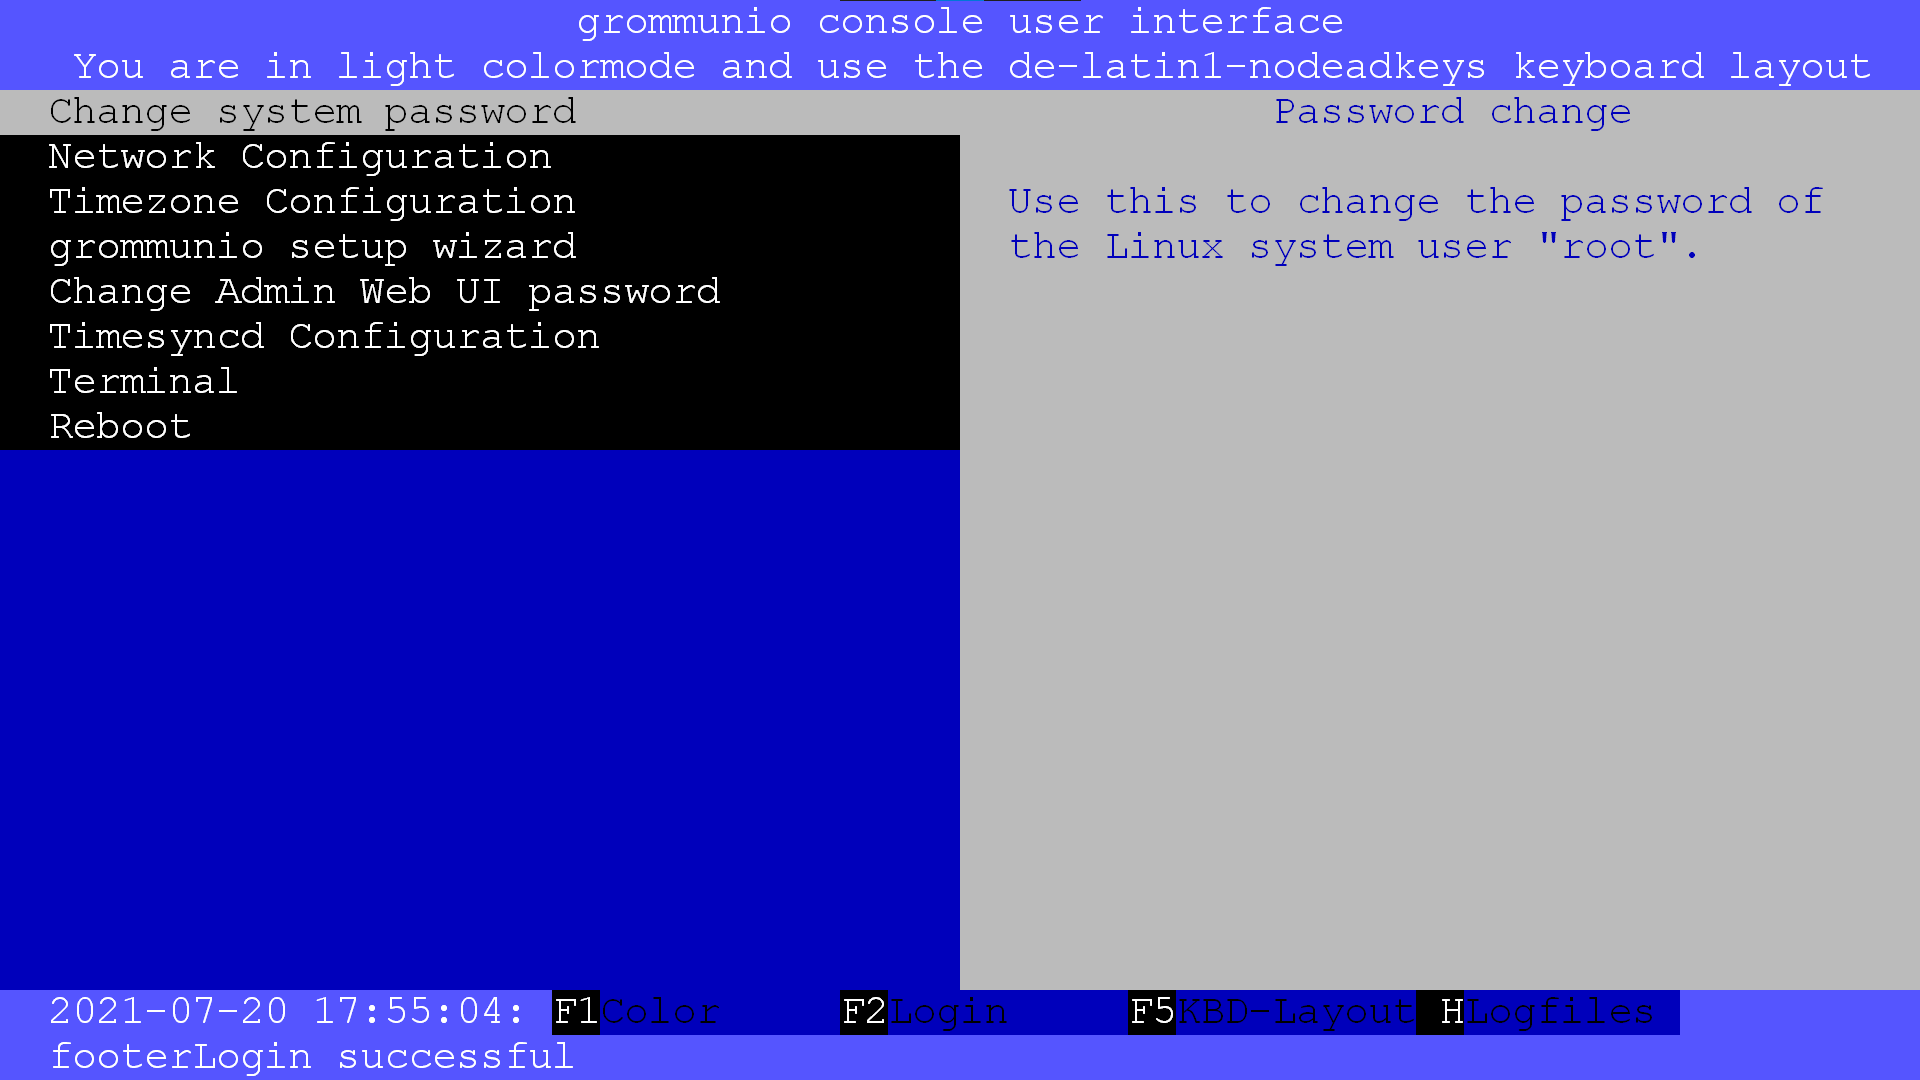 grommunio console user interface
You are in light colormode and use the de-latin1-nodeadkeys keyboard layout
Change system password
Network Configuration
Timezone Configuration
grommunio setup wizard
Change Admin Web UI password
Timesyncd Configuration
Terminal
Reboot
Password change
Use this to change the password of
the Linux system user "root".
2021-07-20 17:55:04: F1Color F2Login F5KBD-Layout HLogfiles
footerLogin successful